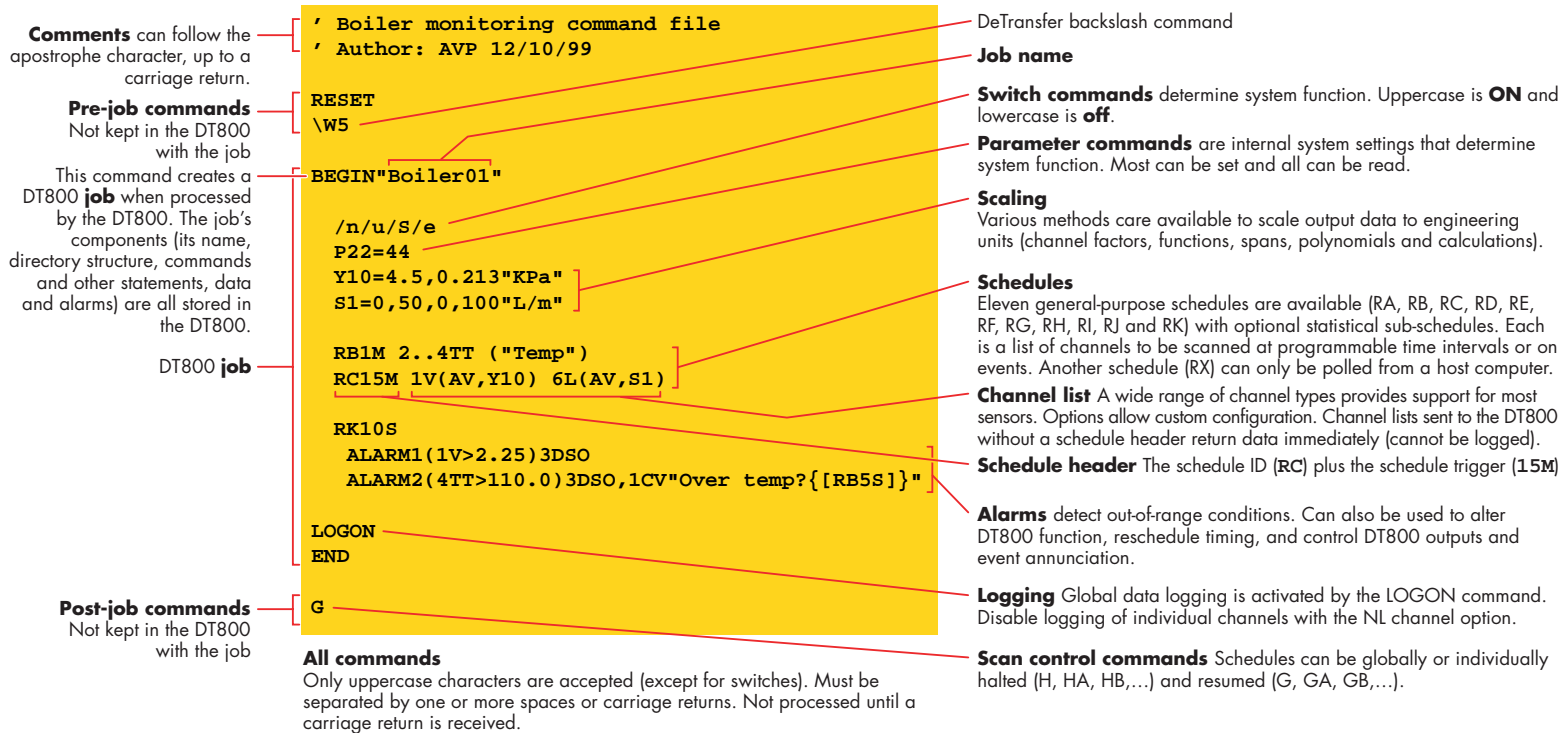 Comments can follow the
apostrophe character, up to a
carriage return.
Pre-job commands
Not kept in the DT800
with the job
This command creates a
DT800 job when processed
by the DT800. The job's
components (its name,
directory structure, commands
and other statements, data
and alarms) are all stored in
the DT800.
DT800 job
Post-job commands
Not kept in the DT800
with the job
' Boiler monitoring command file
' Author: AVP 12/10/99
RESET
\W5
BEGIN"Boiler01"
/n/u/S/e
P22=44
Y10=4.5,0.213"KPa"
S1=0,50,0,100"L/m"
RB1M 2..4TT ("Temp")
RC15M 1V(AV,Y10) 6L(AV,S1)
RK10S
ALARM1(1V>2.25)3DSO
ALARM2(4TT>110.0)3DSO,1CV"Over temp?{[RB5S]}"
LOGON
END
G
All commands
Only uppercase characters are accepted (except for switches). Must be
separated by one or more spaces or carriage returns. Not processed until a
carriage return is received.
DeTransfer backslash command
Job name
Switch commands determine system function. Uppercase is ON and
lowercase is off.
Parameter commands are internal system settings that determine
system function. Most can be set and all can be read.
Scaling
Various methods care available to scale output data to engineering
units (channel factors, functions, spans, polynomials and calculations).
Schedules
Eleven general-purpose schedules are available (RA, RB, RC, RD, RE,
RF, RG, RH, RI, RJ and RK) with optional statistical sub-schedules. Each
is a list of channels to be scanned at programmable time intervals or on
events. Another schedule (RX) can only be polled from a host computer.
Channel list A wide range of channel types provides support for most
sensors. Options allow custom configuration. Channel lists sent to the DT800
without a schedule header return data immediately (cannot be logged).
Schedule header The schedule ID (RC) plus the schedule trigger (15M)
Alarms detect out-of-range conditions. Can also be used to alter
DT800 function, reschedule timing, and control DT800 outputs and
event annunciation.
Logging Global data logging is activated by the LOGON command.
Disable logging of individual channels with the NL channel option.
Scan control commands Schedules can be globally or individually
halted (H, HA, HB,…) and resumed (G, GA, GB,…).